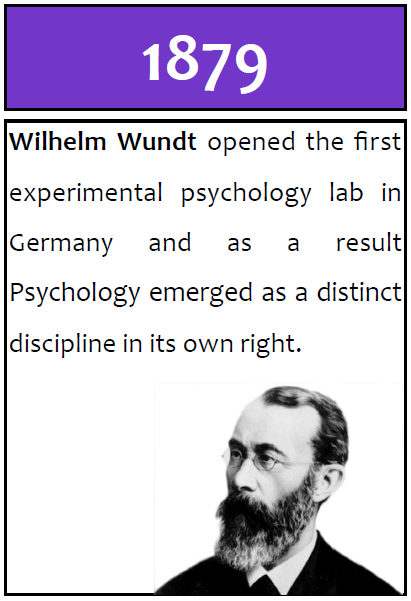 1879
Wilhelm Wundt opened the first
experimental psychology lab in
Germany and as a result
Psychology emerged as a distinct
discipline in its own right.